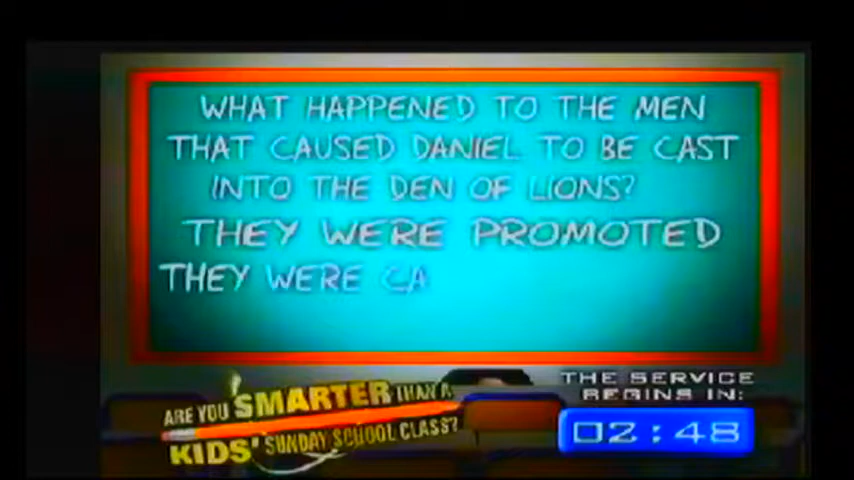 WHAT HAPPENED TO THE MEN
THAT CAUSED DANIEL TO BE CAST
INTO THE DEN OF LIONS?
THEY WERE PROMOTED
THEY WERE CA
ARE YOU SMARTER THAN A
KIDS' SUNDAY SCHOOL CLASS?
THE SERVICE
BEGINS IN:
02:48